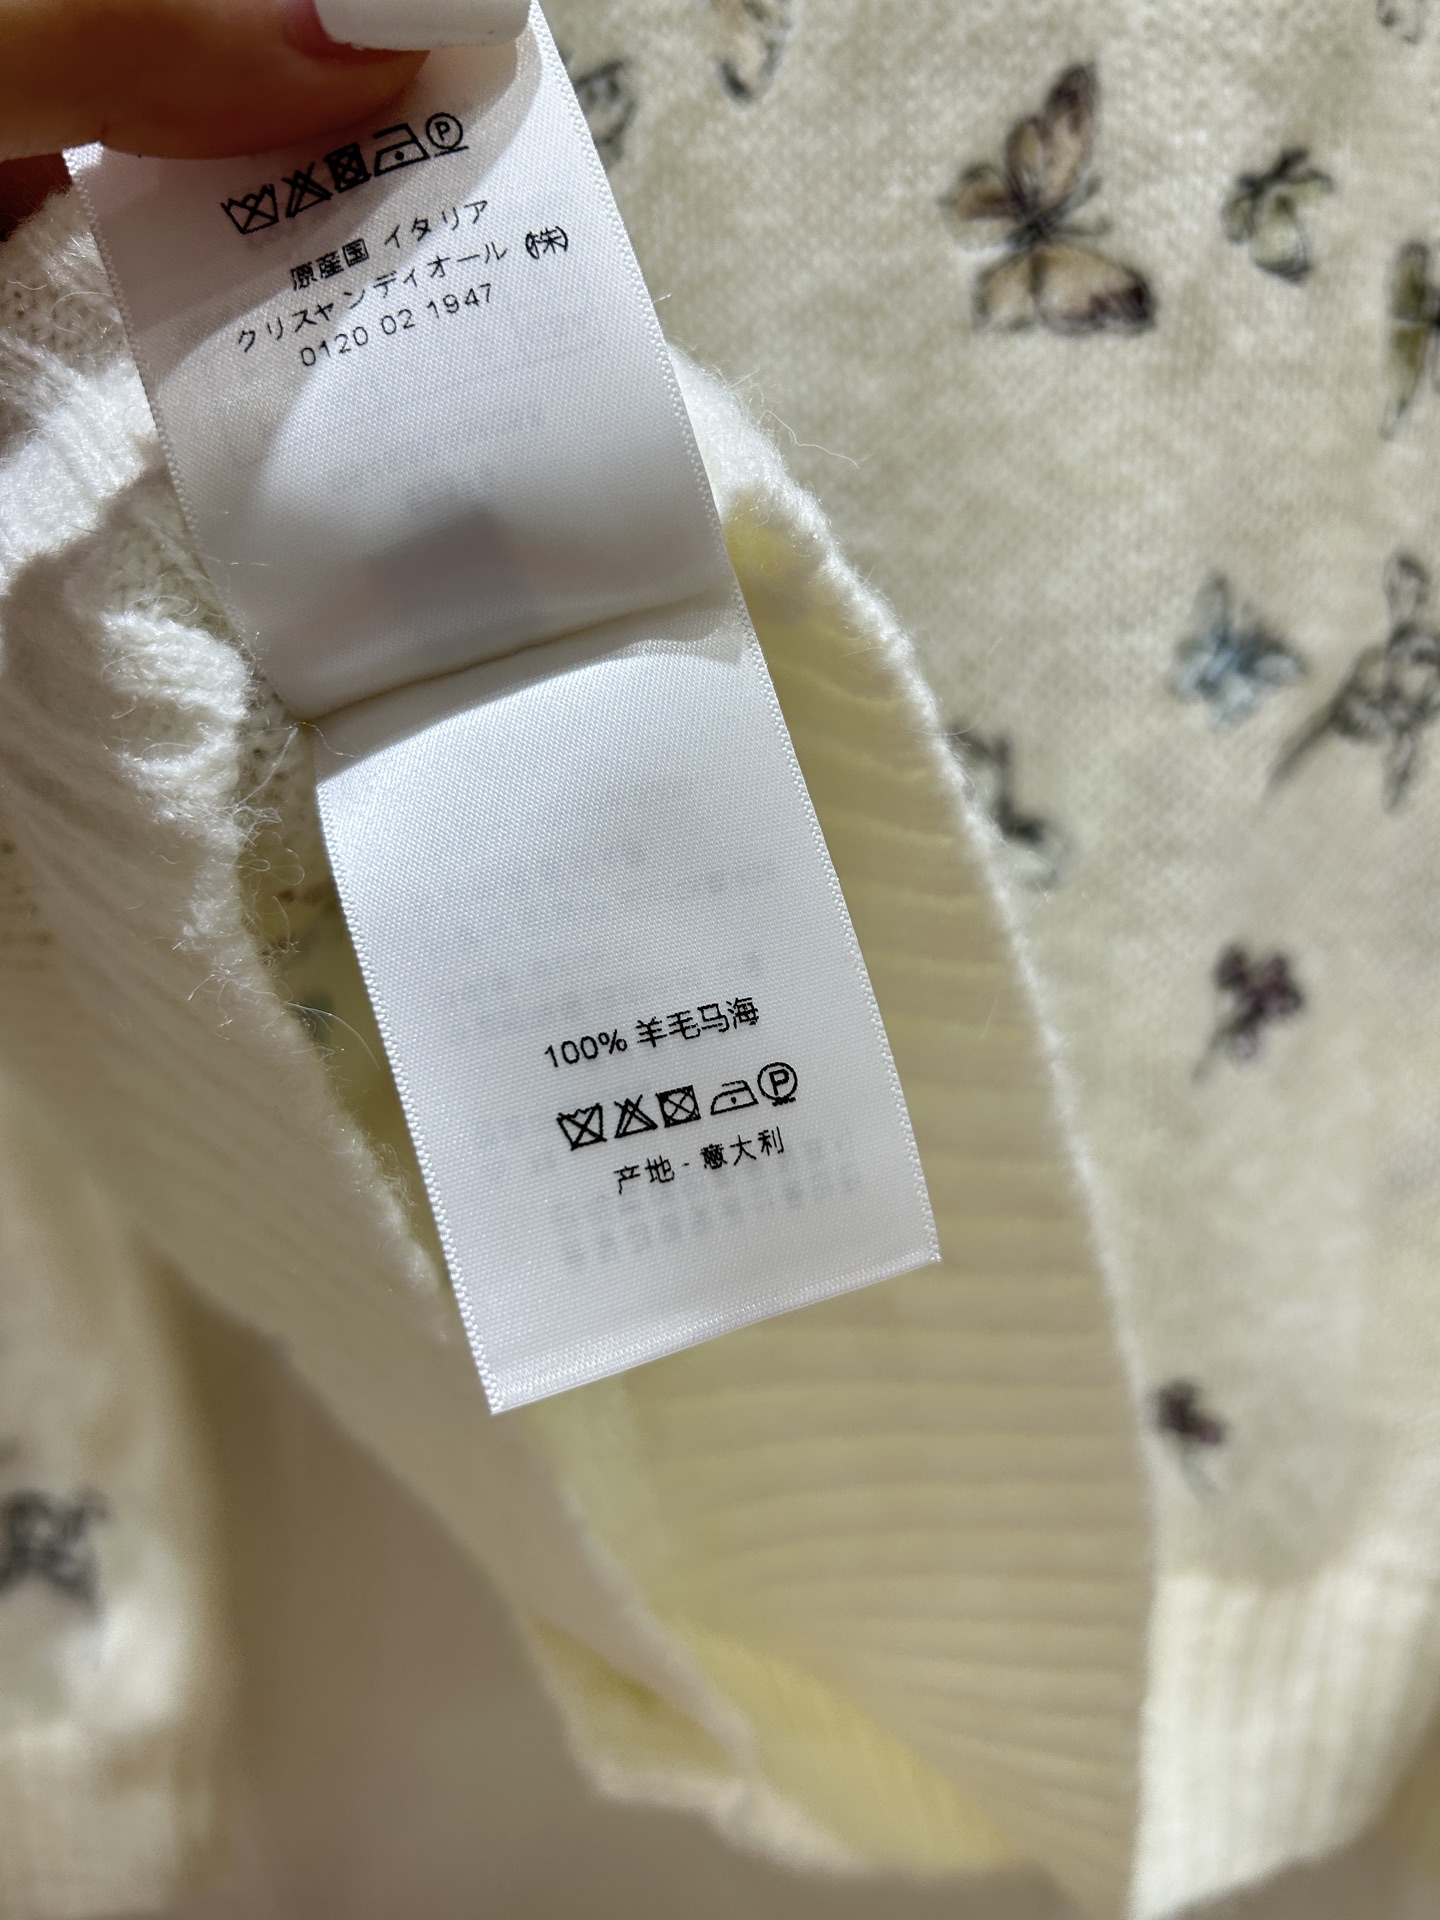 原産国 イタリア
クリスャンディオール (株)
0120 02 1947
100% 羊毛马海
产地 - 意大利